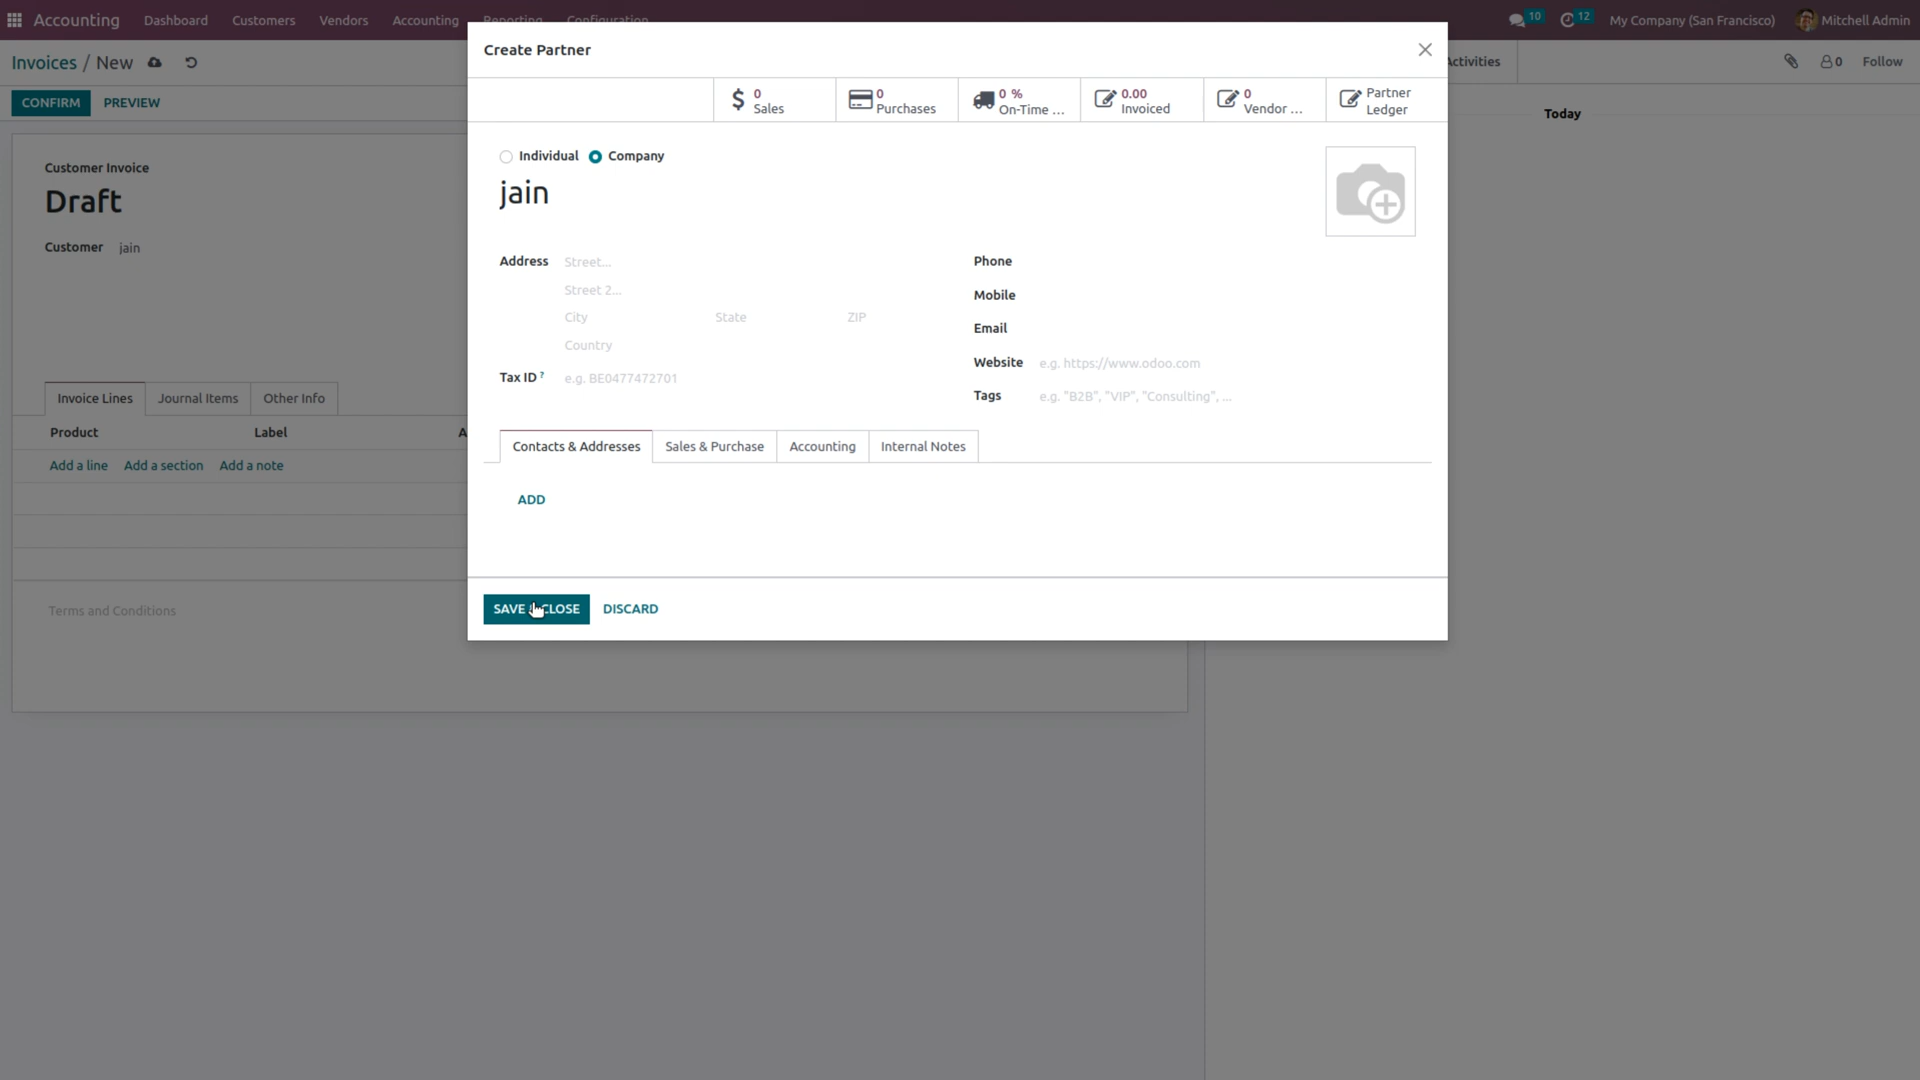 Accounting Dashboard Customers Vendors Accounting Reporting Configuration 10 12 My Company (San Francisco) Mitchell Admin
Invoices / New
CONFIRM PREVIEW
Customer Invoice
Draft
Customer jain
Invoice Lines Journal Items Other Info
Product Label A
Add a line Add a section Add a note
Terms and Conditions
Create Partner
0 Sales
0 Purchases
0 % On-Time ...
0.00 Invoiced
0 Vendor ...
Partner Ledger
Individual Company
jain
Address Street...
Street 2...
City State ZIP
Country
Tax ID ? e.g. BE0477472701
Phone
Mobile
Email
Website e.g. https://www.odoo.com
Tags e.g. "B2B", "VIP", "Consulting", ...
Contacts & Addresses Sales & Purchase Accounting Internal Notes
ADD
SAVE CLOSE DISCARD
Activities 0 Follow
Today